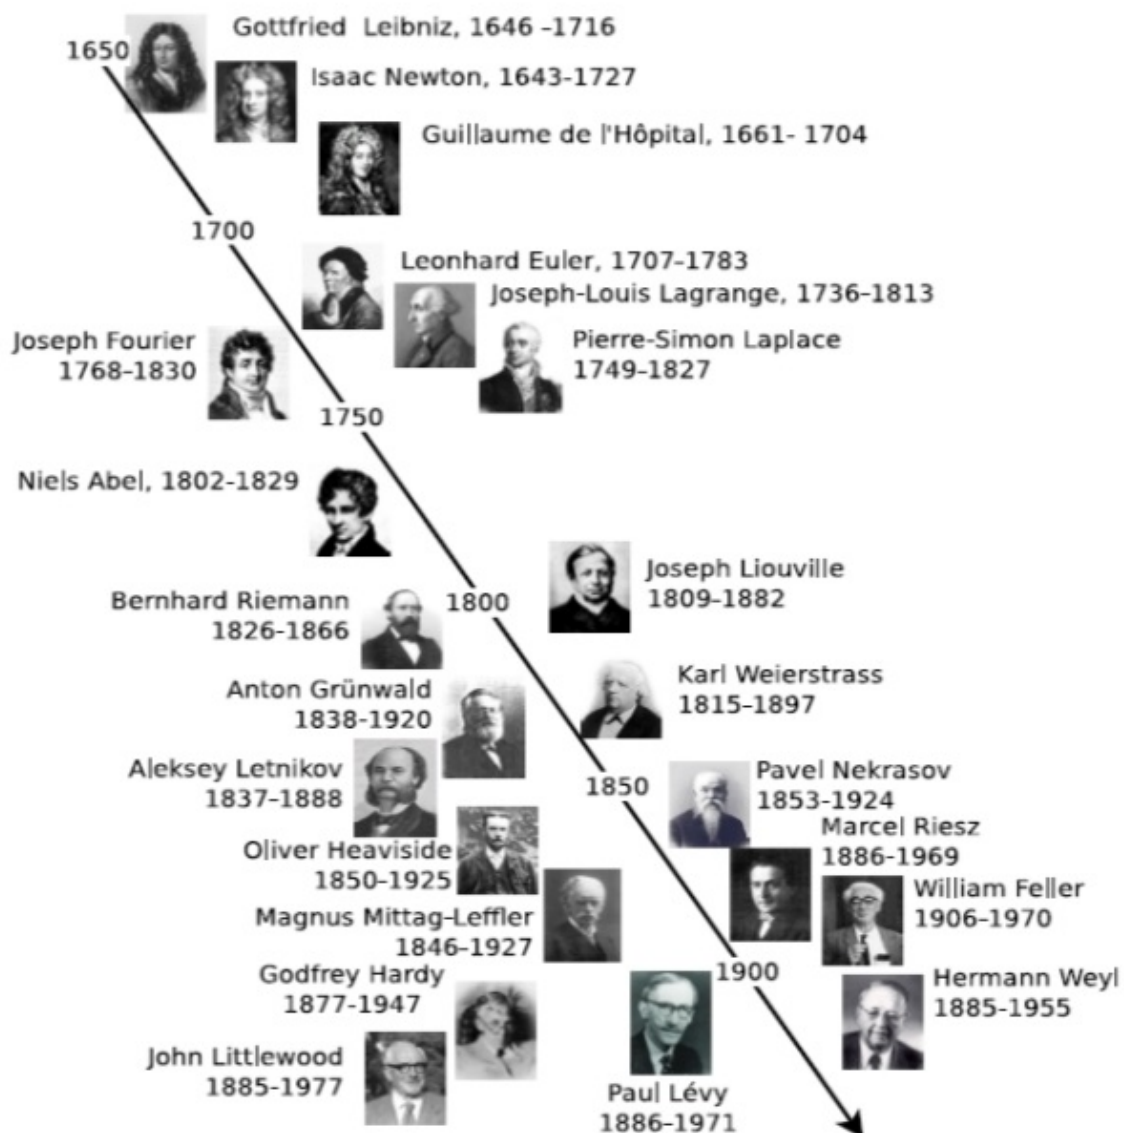 Gottfried Leibniz, 1646 –1716
1650
Isaac Newton, 1643-1727
Guillaume de l'Hôpital, 1661- 1704
1700
Leonhard Euler, 1707–1783
Joseph-Louis Lagrange, 1736–1813
Joseph Fourier
1768–1830
Pierre-Simon Laplace
1749–1827
1750
Niels Abel, 1802-1829
Joseph Liouville
1809–1882
Bernhard Riemann
1826-1866
1800
Karl Weierstrass
1815–1897
Anton Grünwald
1838-1920
Aleksey Letnikov
1837–1888
1850
Pavel Nekrasov
1853-1924
Marcel Riesz
1886-1969
Oliver Heaviside
1850-1925
William Feller
1906–1970
Magnus Mittag-Leffler
1846-1927
1900
Godfrey Hardy
1877-1947
Hermann Weyl
1885-1955
John Littlewood
1885-1977
Paul Lévy
1886–1971